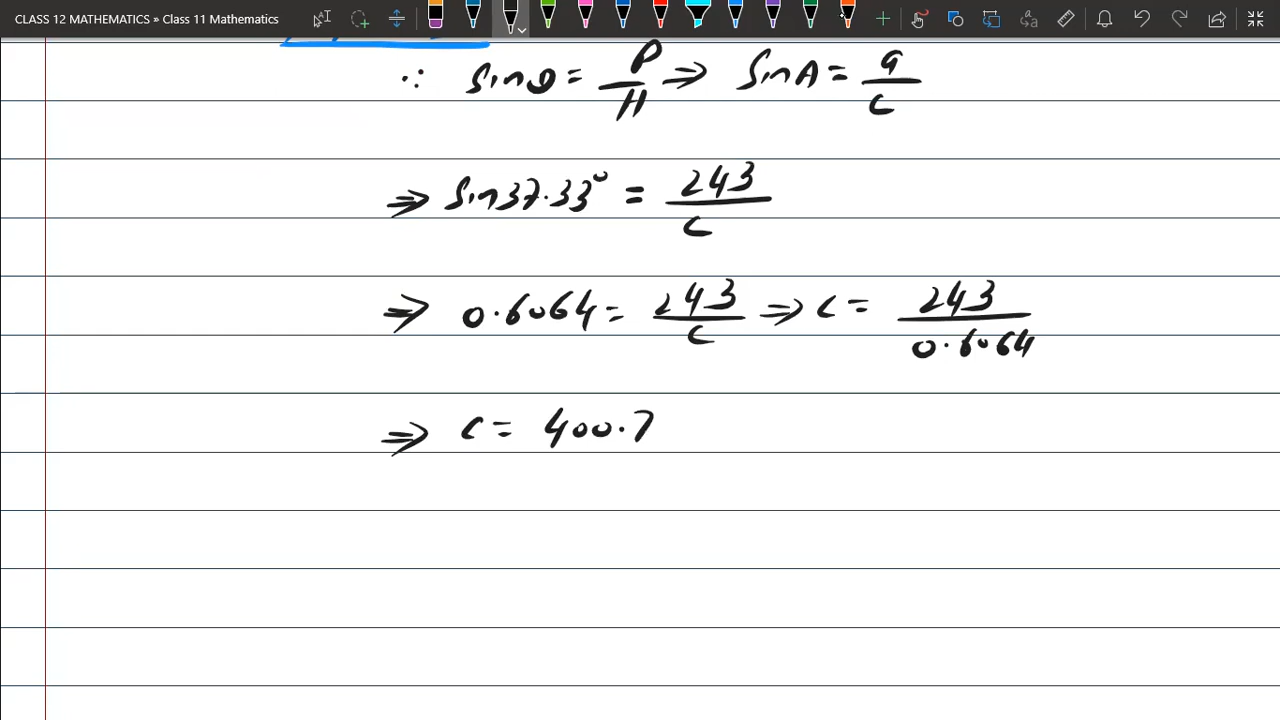 CLASS 12 MATHEMATICS » Class 11 Mathematics
∵ sinθ = P/H ⇒ sinA = a/c
⇒ sin37.33° = 243/c
⇒ 0.6064 = 243/c ⇒ c = 243/0.6064
⇒ c = 400.7